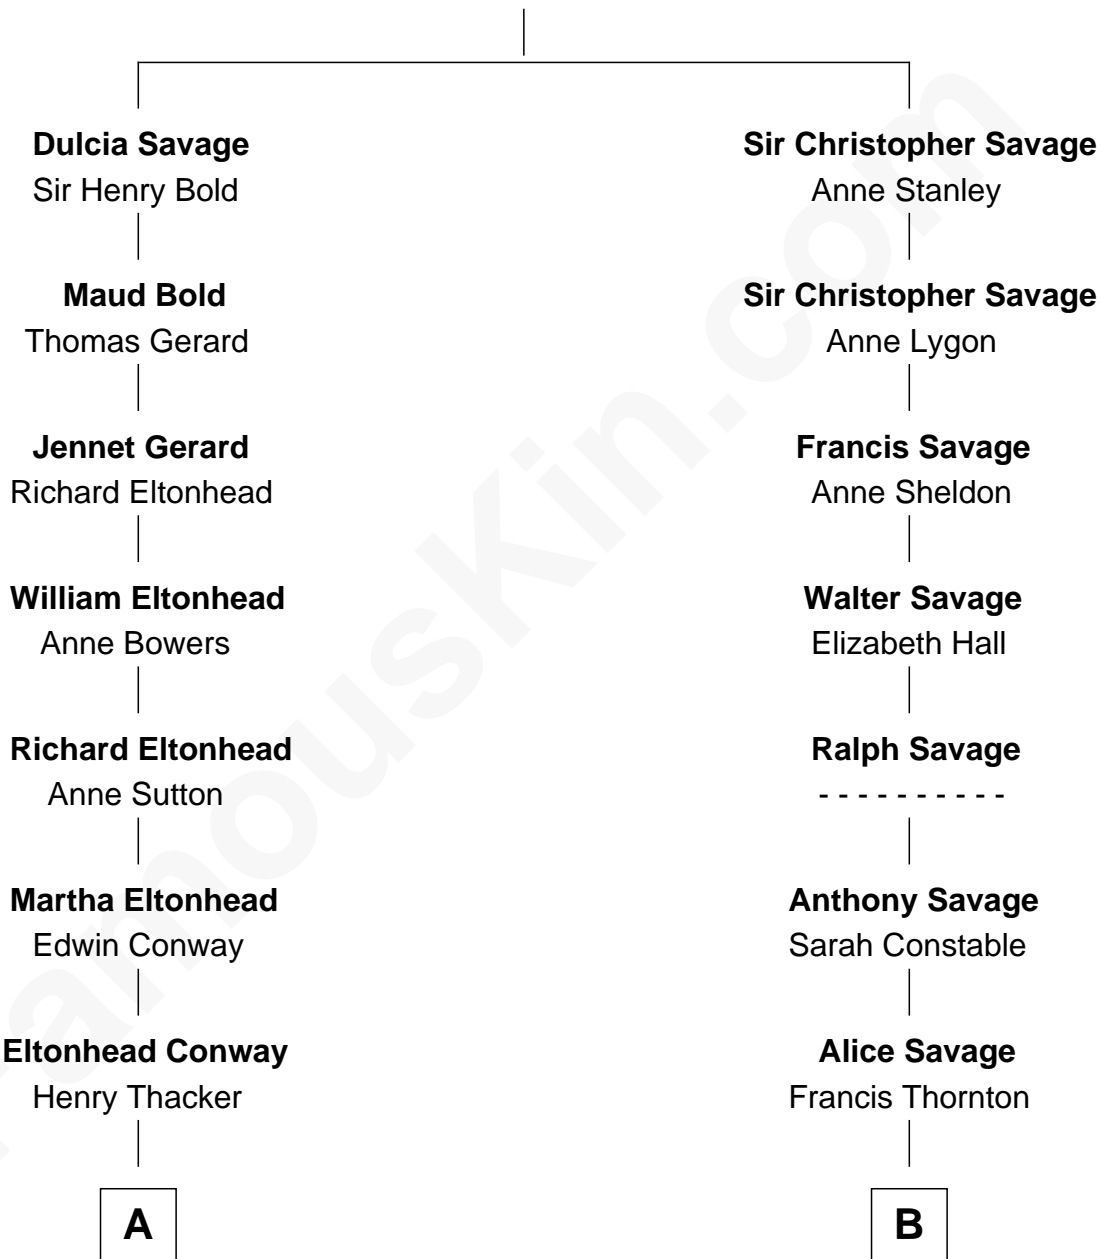 Dulcia Savage
Sir Henry Bold
Maud Bold
Thomas Gerard
Jennet Gerard
Richard Eltonhead
William Eltonhead
Anne Bowers
Richard Eltonhead
Anne Sutton
Martha Eltonhead
Edwin Conway
Eltonhead Conway
Henry Thacker
A
Sir Christopher Savage
Anne Stanley
Sir Christopher Savage
Anne Lygon
Francis Savage
Anne Sheldon
Walter Savage
Elizabeth Hall
Ralph Savage
- - - - - - - - - -
Anthony Savage
Sarah Constable
Alice Savage
Francis Thornton
B
FamousKin.com